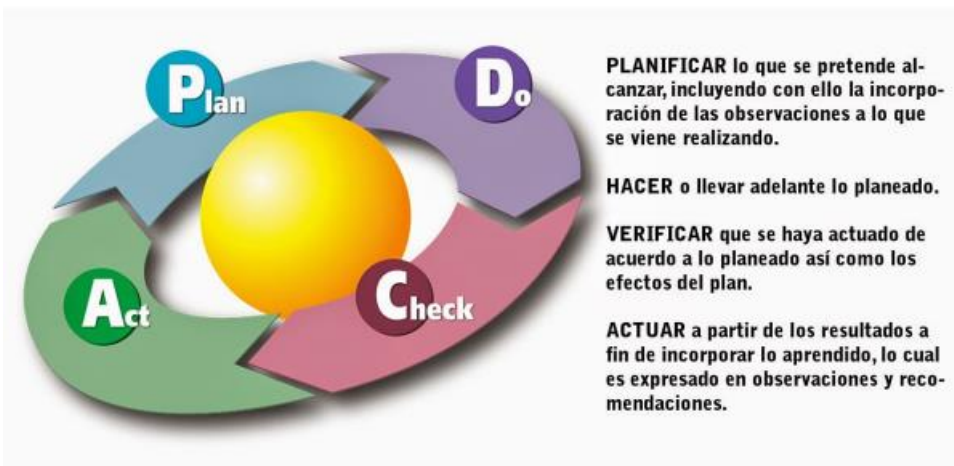 Plan
Do
Act
Check
PLANIFICAR lo que se pretende al-
canzar, incluyendo con ello la incorpo-
ración de las observaciones a lo que
se viene realizando.
HACER o llevar adelante lo planeado.
VERIFICAR que se haya actuado de
acuerdo a lo planeado así como los
efectos del plan.
ACTUAR a partir de los resultados a
fin de incorporar lo aprendido, lo cual
es expresado en observaciones y reco-
mendaciones.